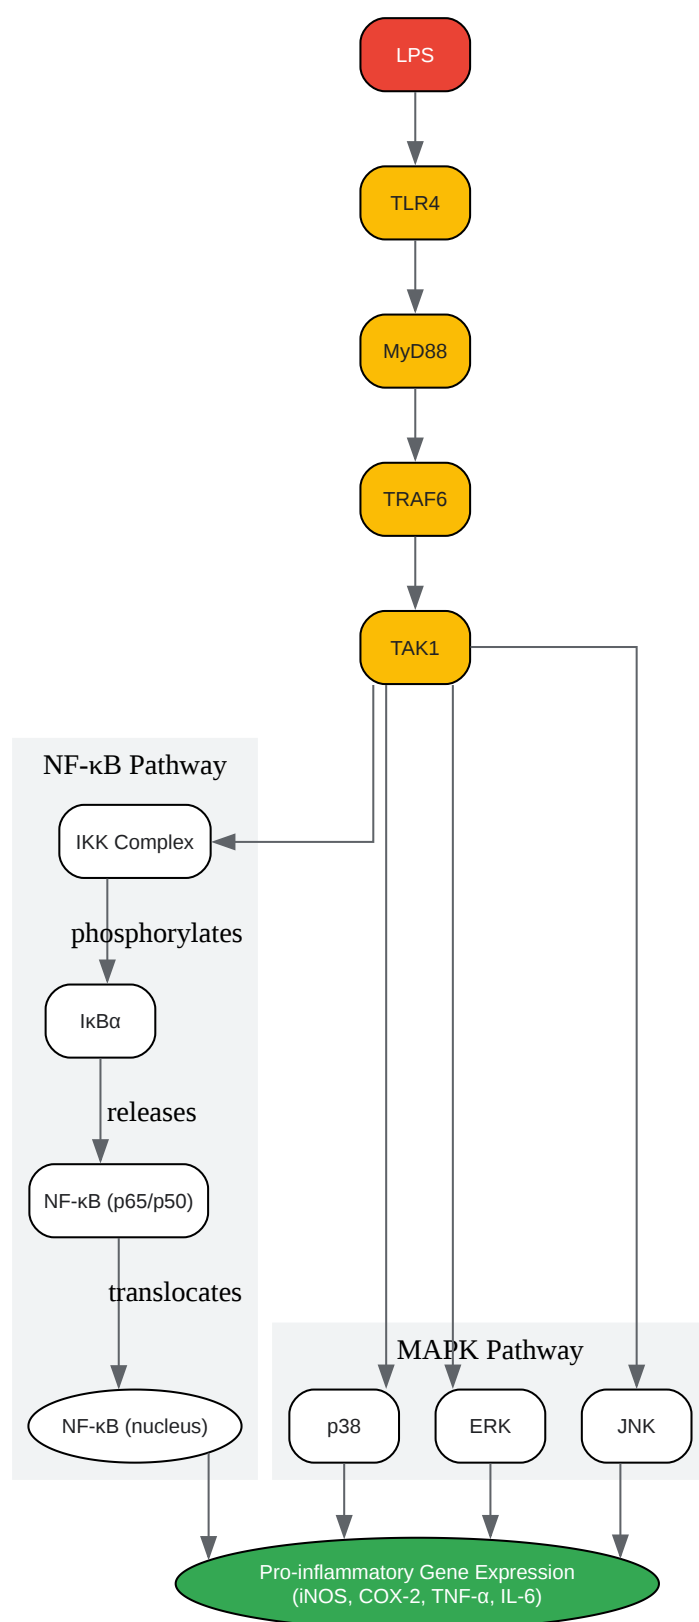 LPS
TLR4
MyD88
TRAF6
TAK1
NF-κB Pathway
IKK Complex
phosphorylates
IκBα
releases
NF-κB (p65/p50)
translocates
MAPK Pathway
NF-κB (nucleus)
p38
ERK
JNK
Pro-inflammatory Gene Expression
(iNOS, COX-2, TNF-α, IL-6)